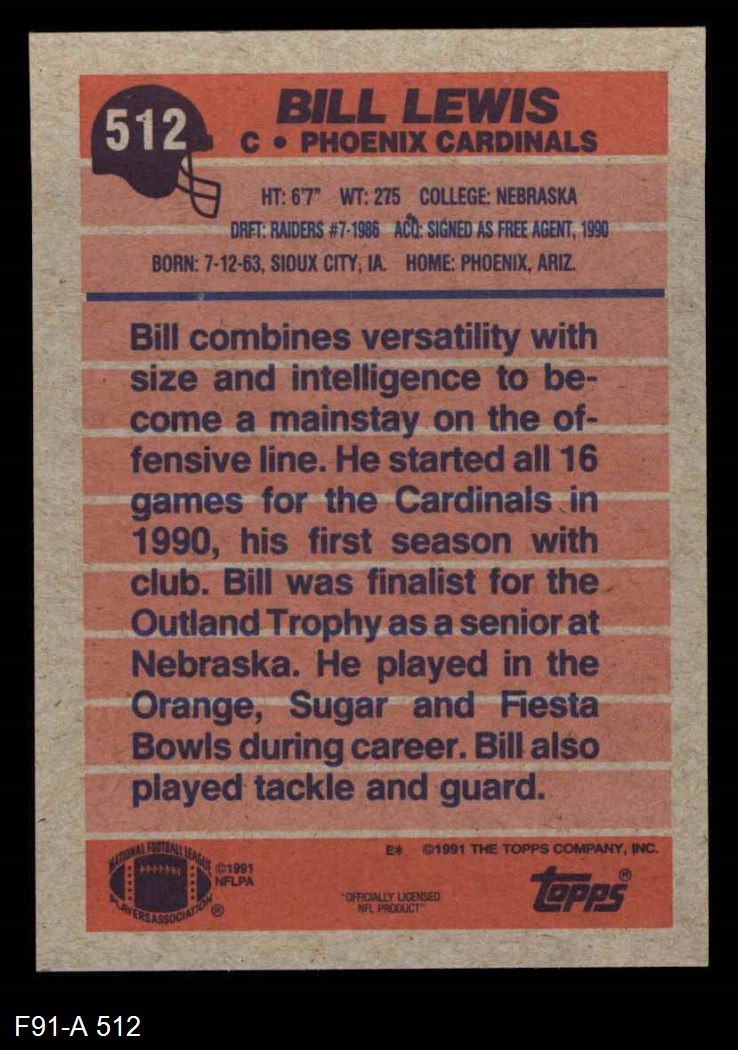 512
BILL LEWIS
C • PHOENIX CARDINALS
HT: 6'7" WT: 275 COLLEGE: NEBRASKA
DRFT: RAIDERS #7-1986 ACQ: SIGNED AS FREE AGENT, 1990
BORN: 7-12-63, SIOUX CITY, IA. HOME: PHOENIX, ARIZ.
Bill combines versatility with
size and intelligence to be-
come a mainstay on the of-
fensive line. He started all 16
games for the Cardinals in
1990, his first season with
club. Bill was finalist for the
Outland Trophy as a senior at
Nebraska. He played in the
Orange, Sugar and Fiesta
Bowls during career. Bill also
played tackle and guard.
NATIONAL FOOTBALL LEAGUE
PLAYERS ASSOCIATION ®
©1991
NFLPA
E* ©1991 THE TOPPS COMPANY, INC.
"OFFICIALLY LICENSED
NFL PRODUCT"
topps®
F91-A 512